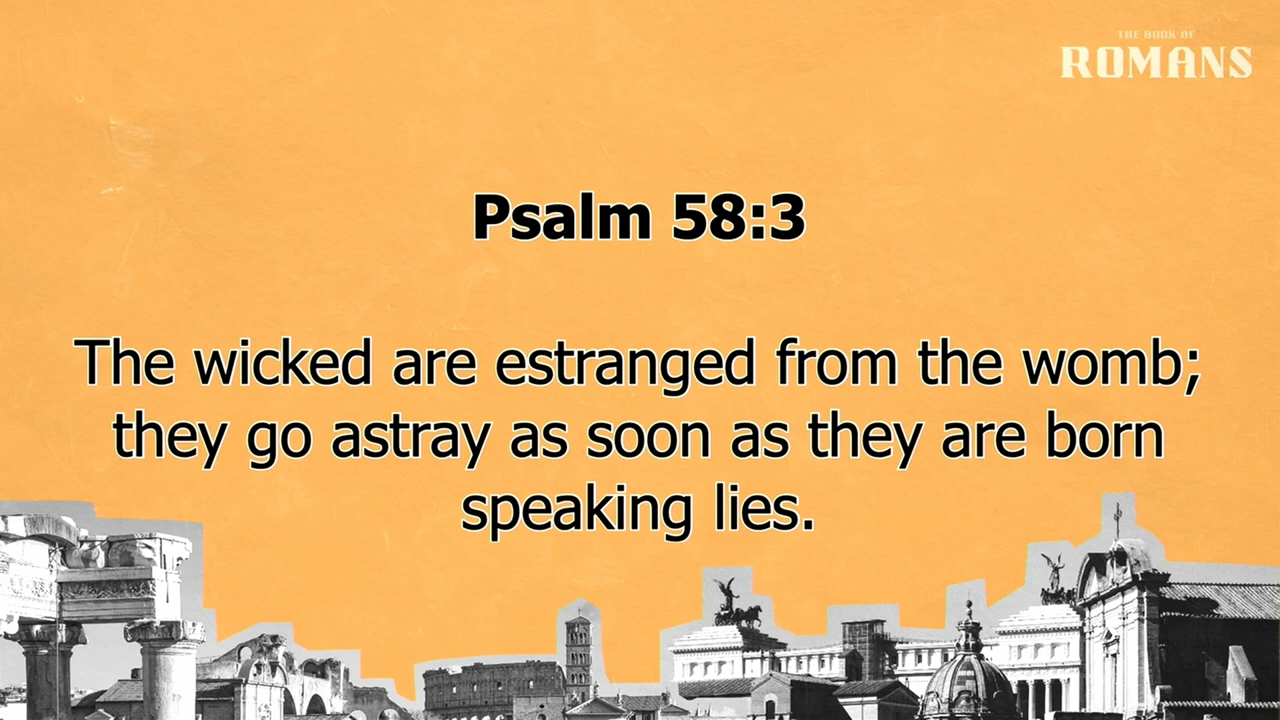 THE BOOK OF
ROMANS
Psalm 58:3
The wicked are estranged from the womb;
they go astray as soon as they are born
speaking lies.